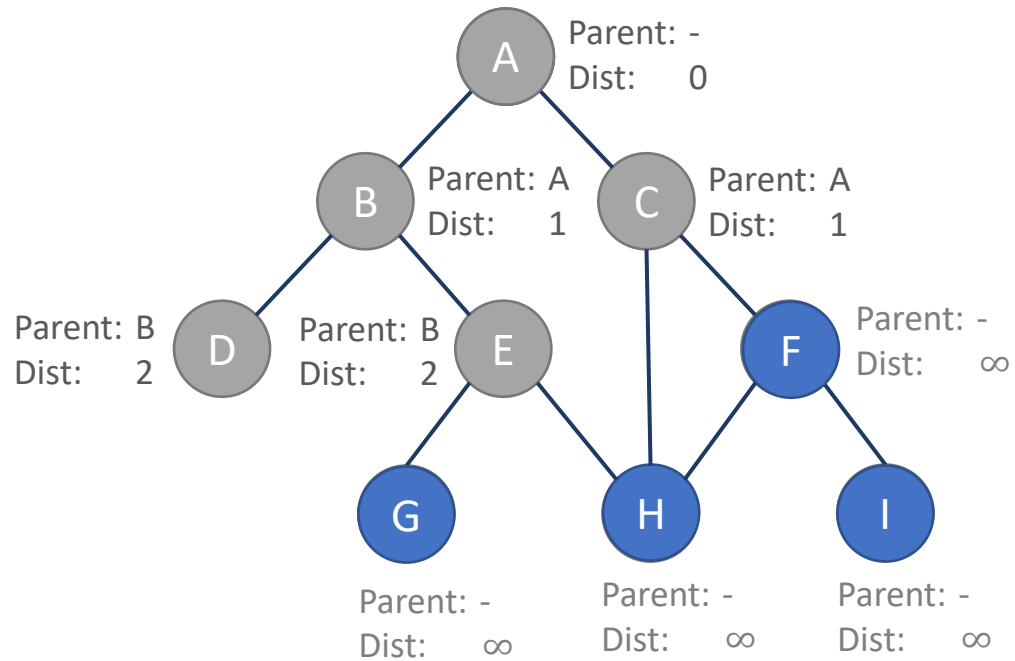 A
Parent: -
Dist: 0
B
Parent: A
Dist: 1
C
Parent: A
Dist: 1
Parent: B
Dist: 2
D
Parent: B
Dist: 2
E
F
Parent: -
Dist: ∞
G
H
I
Parent: -
Dist: ∞
Parent: -
Dist: ∞
Parent: -
Dist: ∞